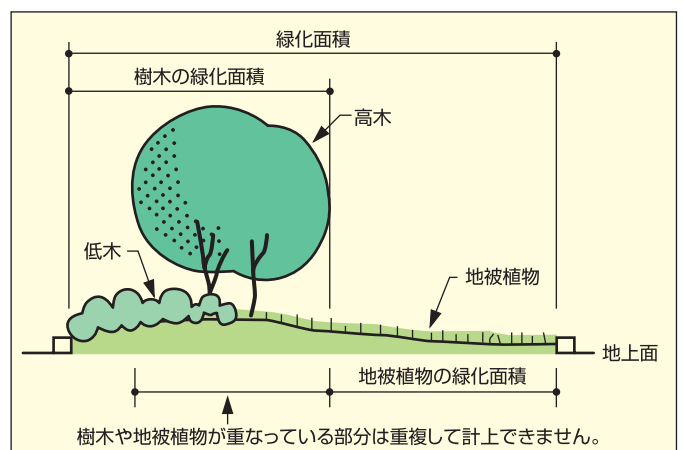 緑化面積
樹木の緑化面積
高木
低木
地被植物
地上面
地被植物の緑化面積
樹木や地被植物が重なっている部分は重複して計上できません。